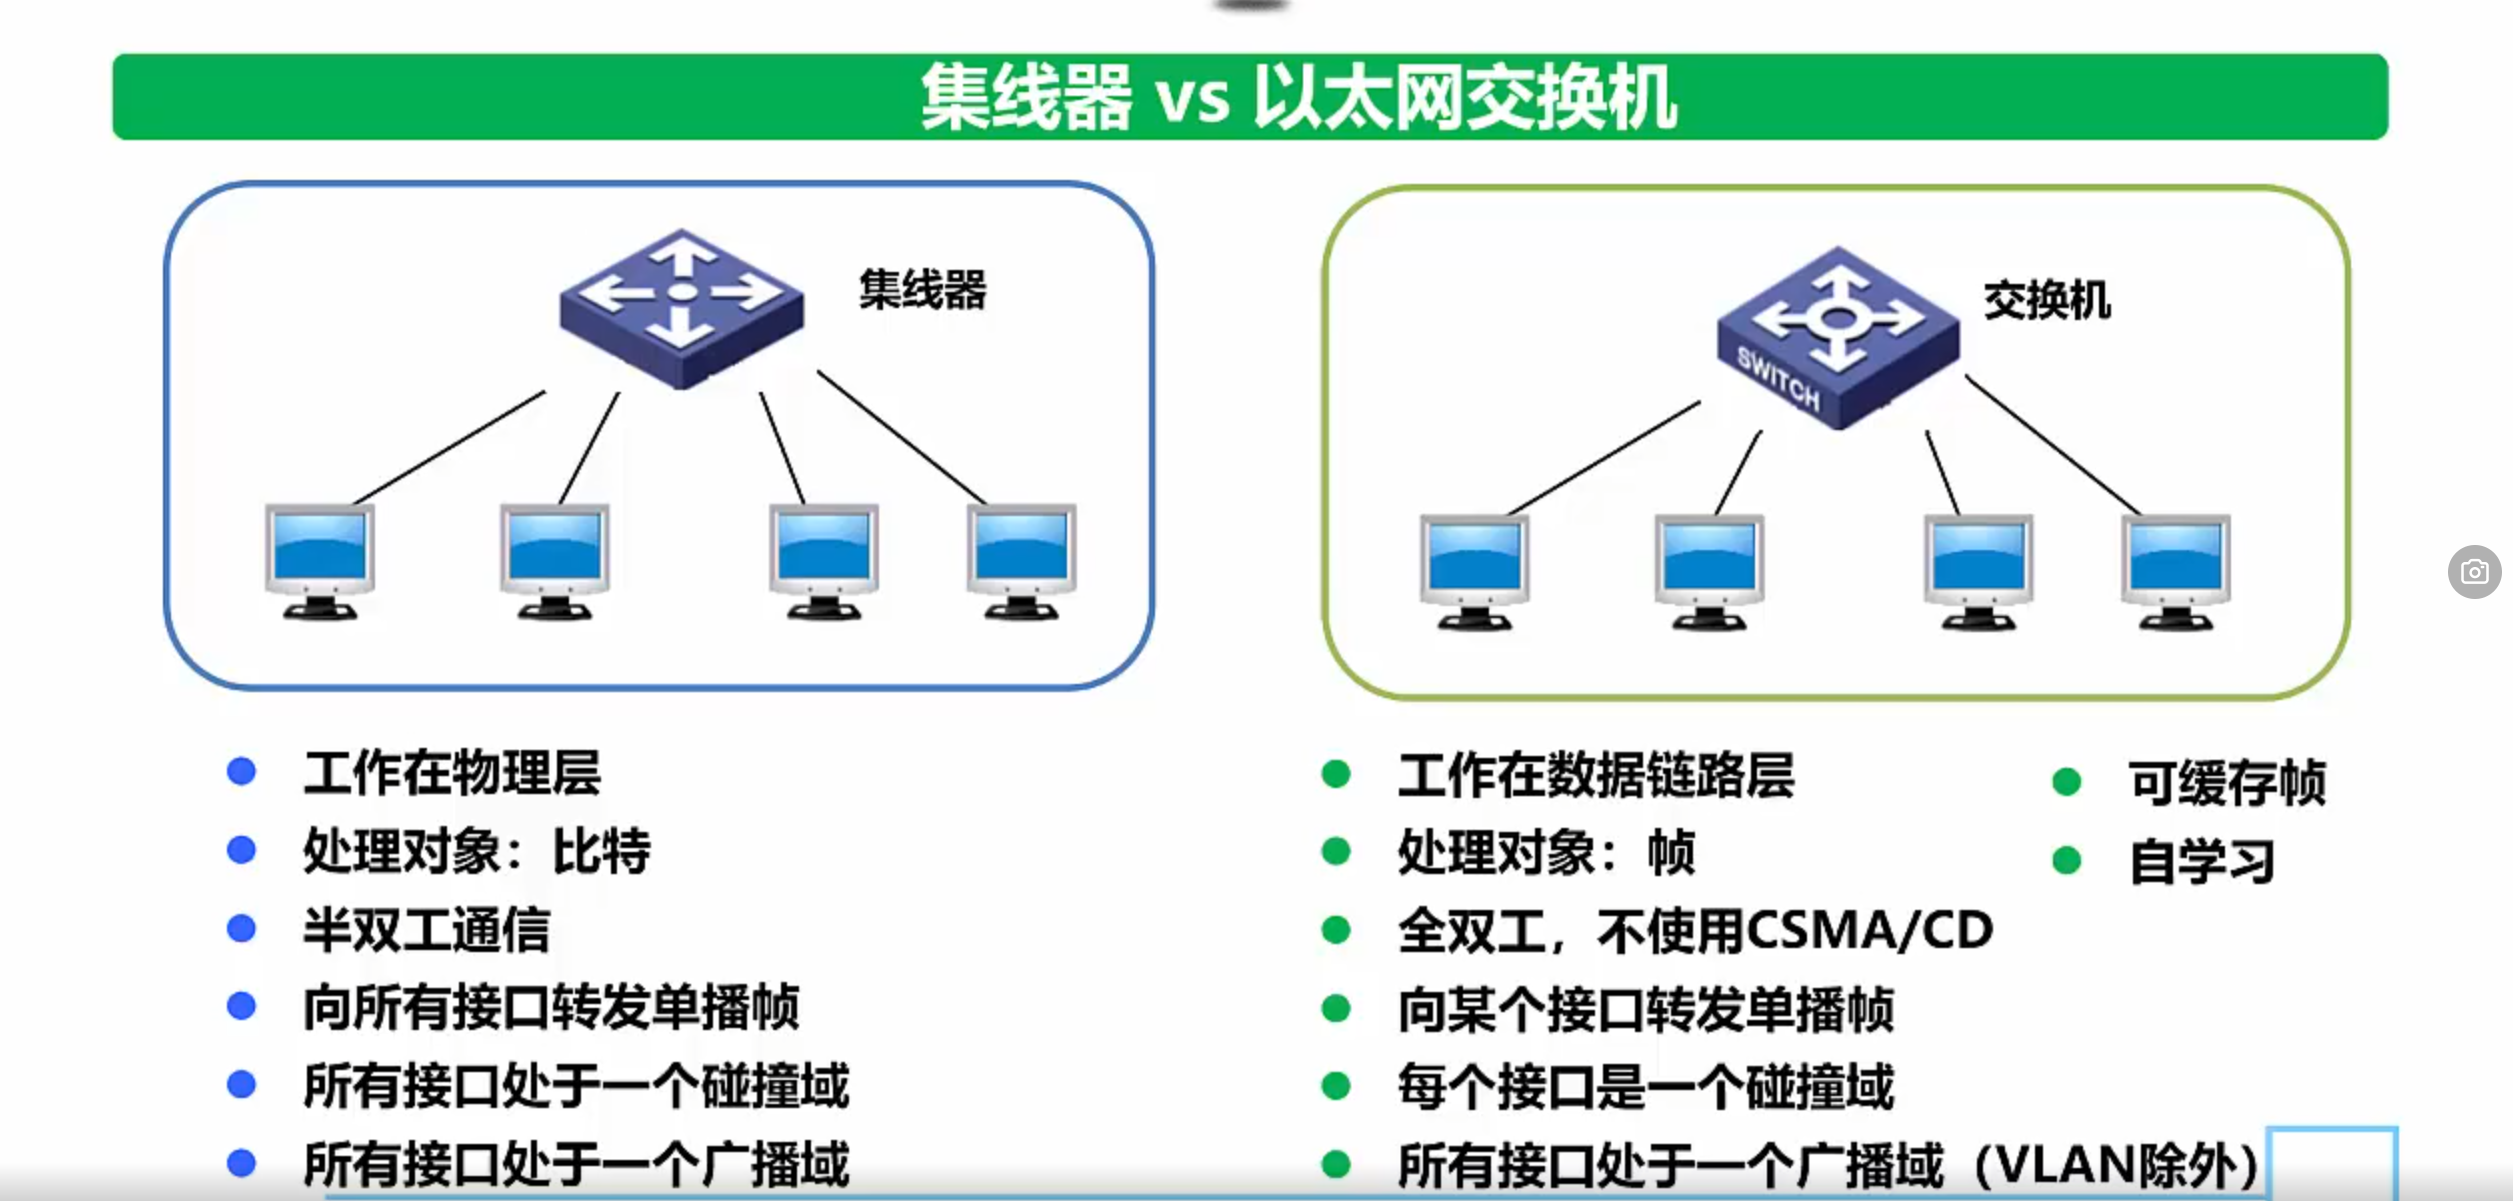 集线器 vs 以太网交换机
集线器
交换机
SWITCH
工作在物理层
处理对象：比特
半双工通信
向所有接口转发单播帧
所有接口处于一个碰撞域
所有接口处于一个广播域
工作在数据链路层
处理对象：帧
全双工，不使用CSMA/CD
向某个接口转发单播帧
每个接口是一个碰撞域
所有接口处于一个广播域（VLAN除外）
可缓存帧
自学习